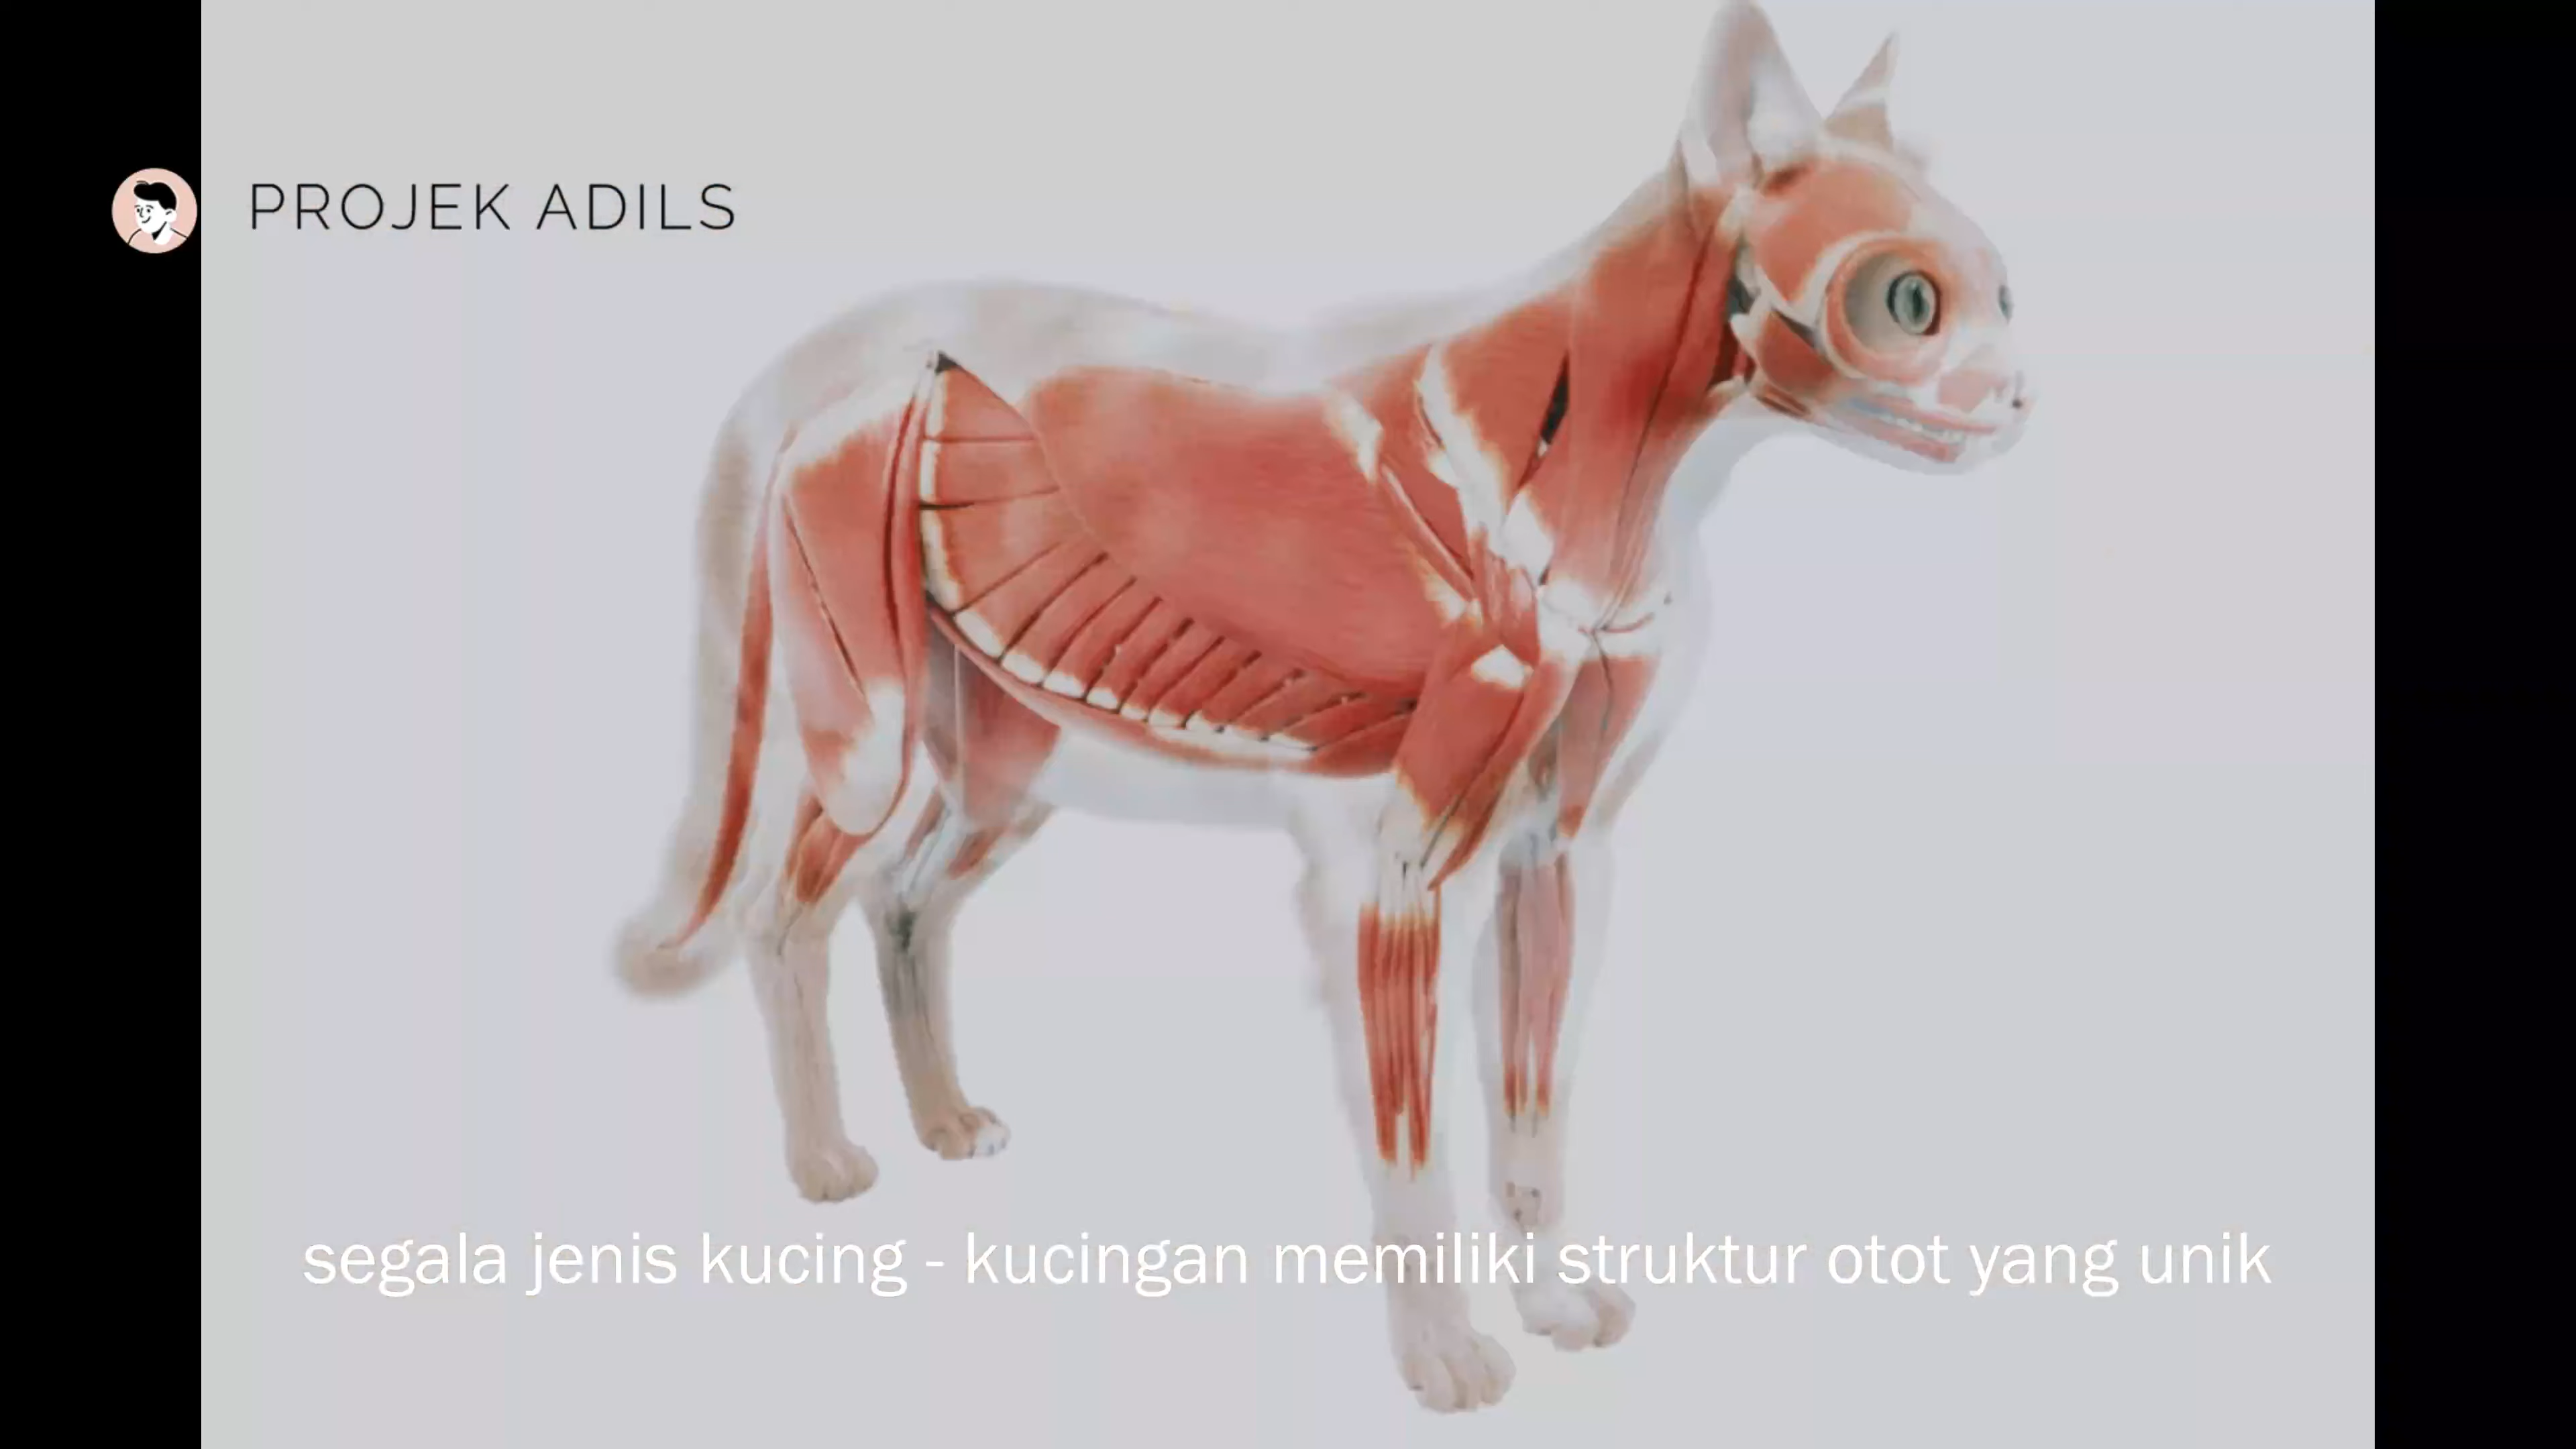 PROJEK ADILS
segala jenis kucing - kucingan memiliki struktur otot yang unik